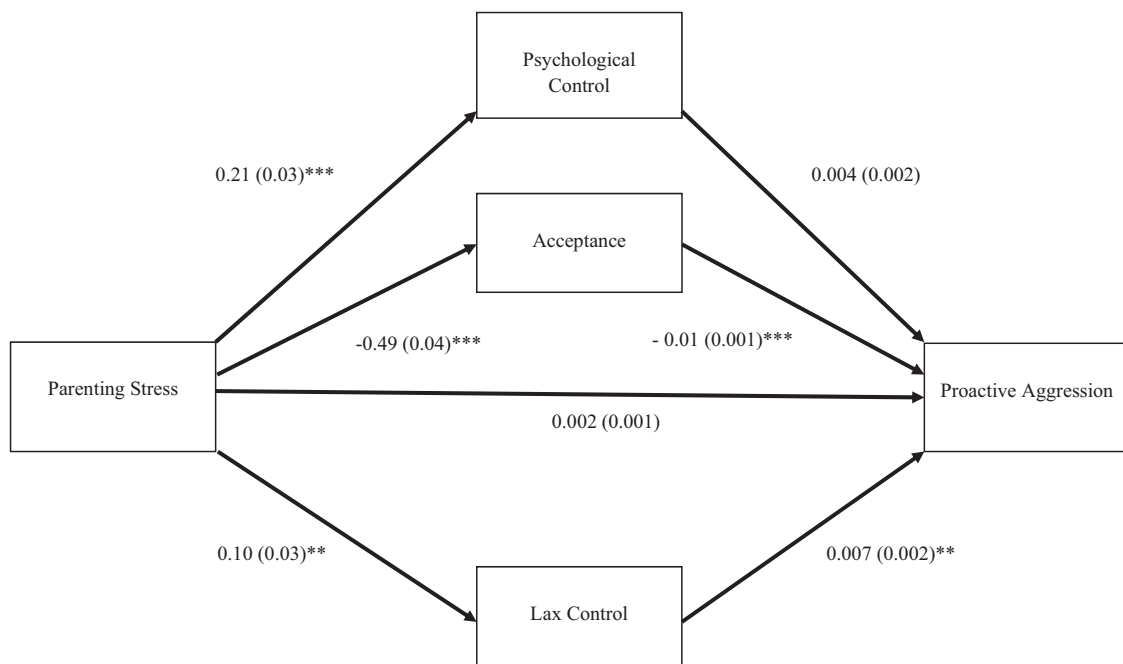 Psychological
Control
0.21 (0.03)***
0.004 (0.002)
Acceptance
-0.49 (0.04)***
- 0.01 (0.001)***
Parenting Stress
Proactive Aggression
0.002 (0.001)
0.10 (0.03)**
0.007 (0.002)**
Lax Control